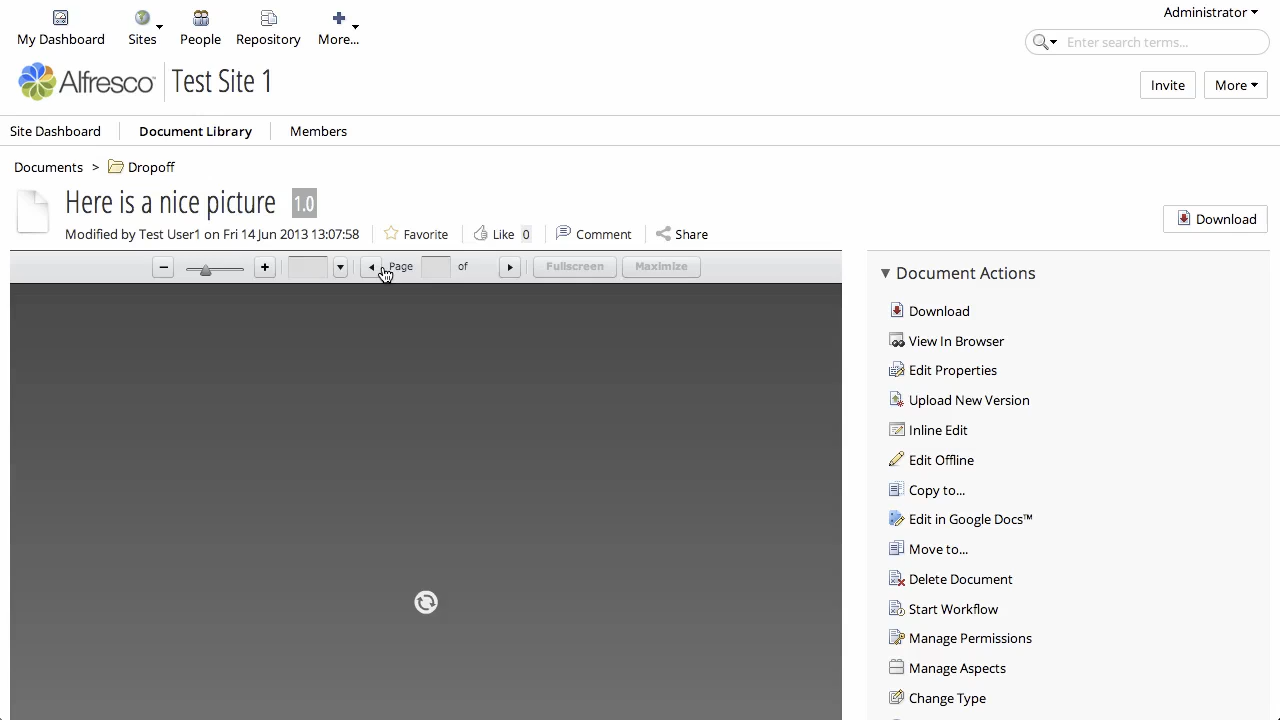 My Dashboard Sites People Repository More...
Administrator
Enter search terms...
Alfresco Test Site 1
Invite More
Site Dashboard Document Library Members
Documents > Dropoff
Here is a nice picture 1.0
Modified by Test User1 on Fri 14 Jun 2013 13:07:58 Favorite Like 0 Comment Share
Download
Page of Fullscreen Maximize
Document Actions
Download
View In Browser
Edit Properties
Upload New Version
Inline Edit
Edit Offline
Copy to...
Edit in Google Docs™
Move to...
Delete Document
Start Workflow
Manage Permissions
Manage Aspects
Change Type